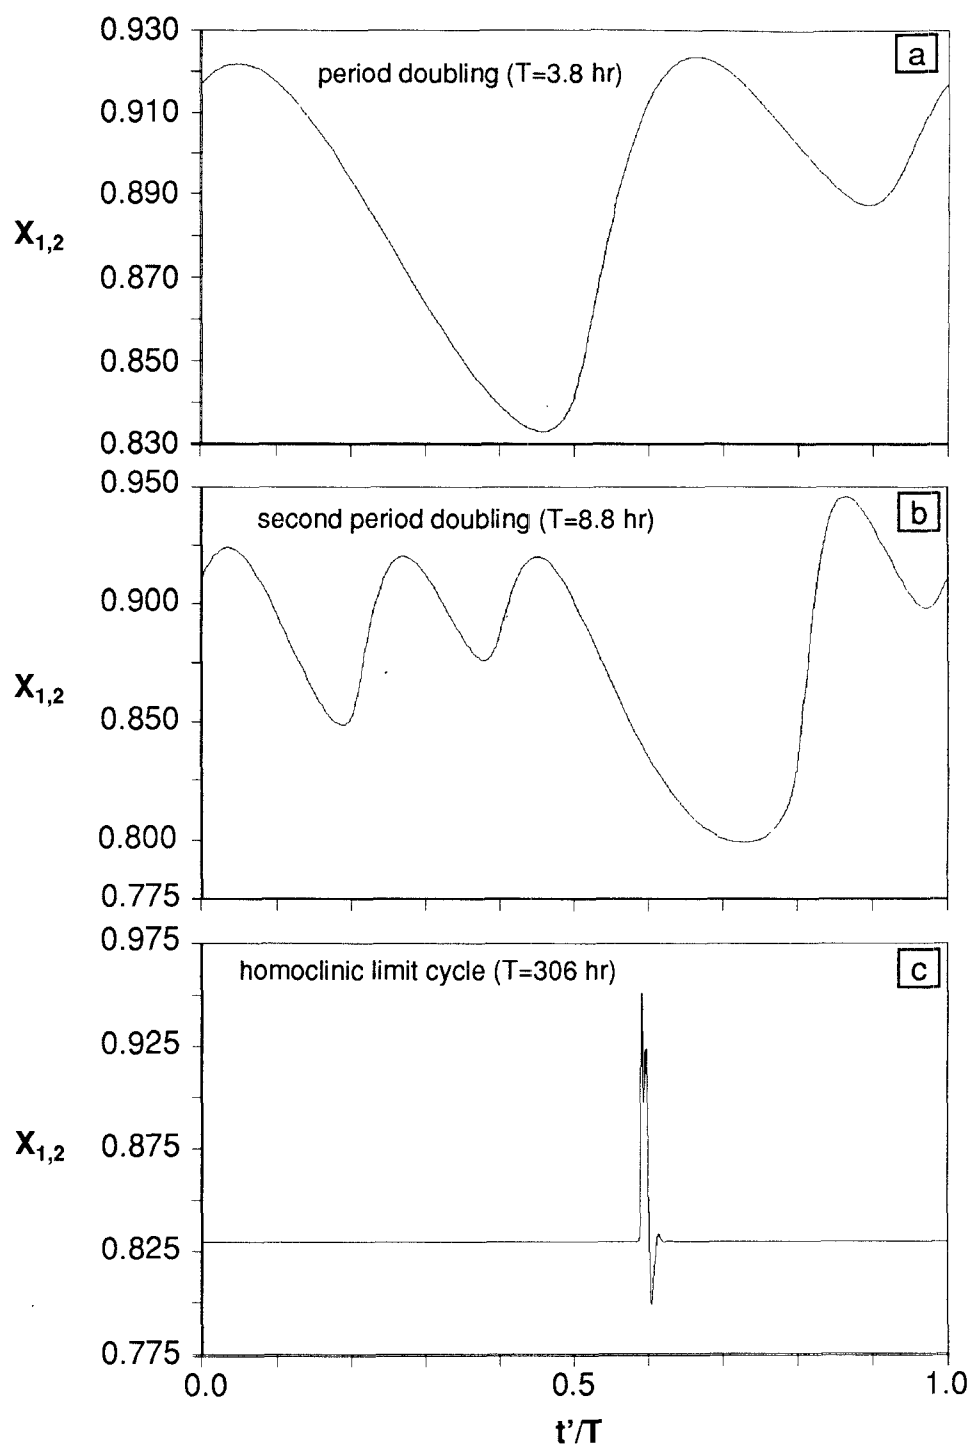 0.930
a
period doubling (T=3.8 hr)
0.910
0.890
X1,2
0.870
0.850
0.830
0.950
b
second period doubling (T=8.8 hr)
0.900
X1,2
0.850
0.800
0.775
0.975
c
homoclinic limit cycle (T=306 hr)
0.925
X1,2
0.875
0.825
0.775
0.0 0.5 1.0
t'/T